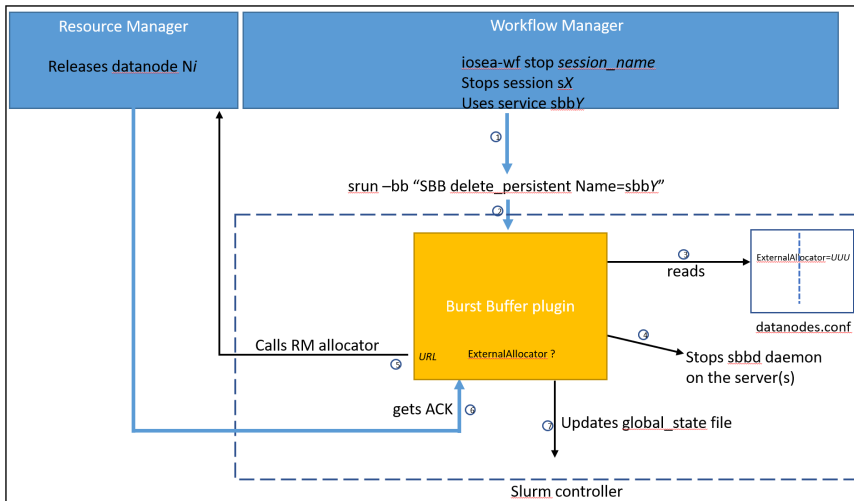 Resource Manager
Releases datanode Ni
Workflow Manager
iosea-wf stop session_name
Stops session sX
Uses service sbbY
1
srun –bb “SBB delete_persistent Name=sbbY”
2
Burst Buffer plugin
ExternalAllocator ?
URL
3
reads
ExternalAllocator=UUU
datanodes.conf
4
Stops sbbd daemon
on the server(s)
Calls RM allocator
5
gets ACK
6
7
Updates global_state file
Slurm controller